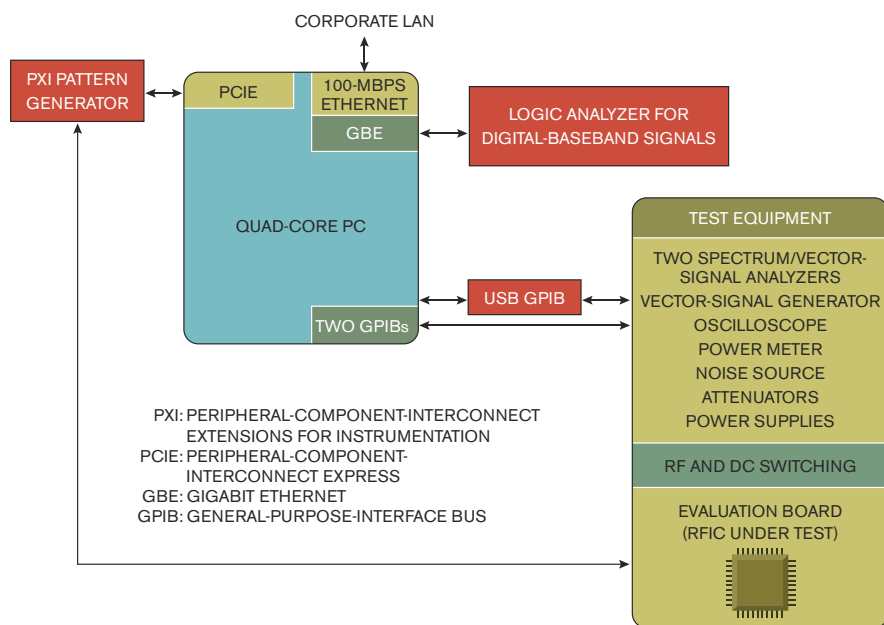 CORPORATE LAN
PXI PATTERN
GENERATOR
PCIE
100-MBPS
ETHERNET
GBE
LOGIC ANALYZER FOR
DIGITAL-BASEBAND SIGNALS
QUAD-CORE PC
USB GPIB
TWO GPIBs
TEST EQUIPMENT
TWO SPECTRUM/VECTOR-
SIGNAL ANALYZERS
VECTOR-SIGNAL GENERATOR
OSCILLOSCOPE
POWER METER
NOISE SOURCE
ATTENUATORS
POWER SUPPLIES
RF AND DC SWITCHING
EVALUATION BOARD
(RFIC UNDER TEST)
PXI: PERIPHERAL-COMPONENT-INTERCONNECT
EXTENSIONS FOR INSTRUMENTATION
PCIE: PERIPHERAL-COMPONENT-
INTERCONNECT EXPRESS
GBE: GIGABIT ETHERNET
GPIB: GENERAL-PURPOSE-INTERFACE BUS